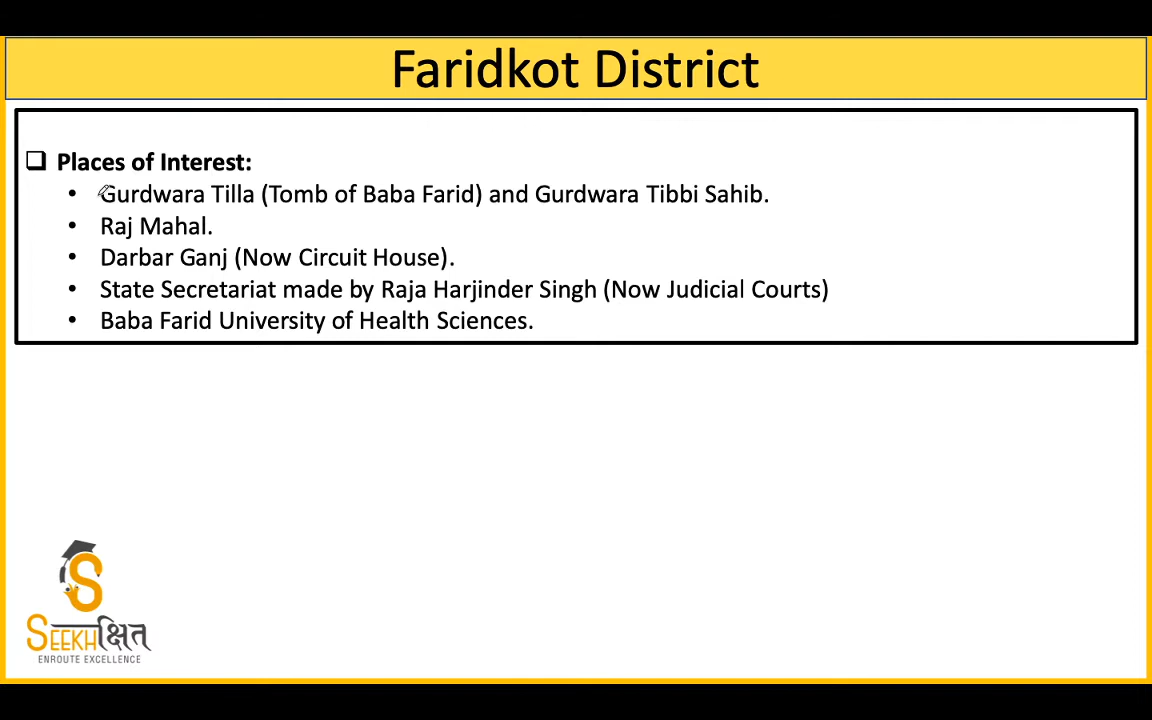 Faridkot District
Places of Interest:
Gurdwara Tilla (Tomb of Baba Farid) and Gurdwara Tibbi Sahib.
Raj Mahal.
Darbar Ganj (Now Circuit House).
State Secretariat made by Raja Harjinder Singh (Now Judicial Courts)
Baba Farid University of Health Sciences.
S
SEEKHक्षित
ENROUTE EXCELLENCE